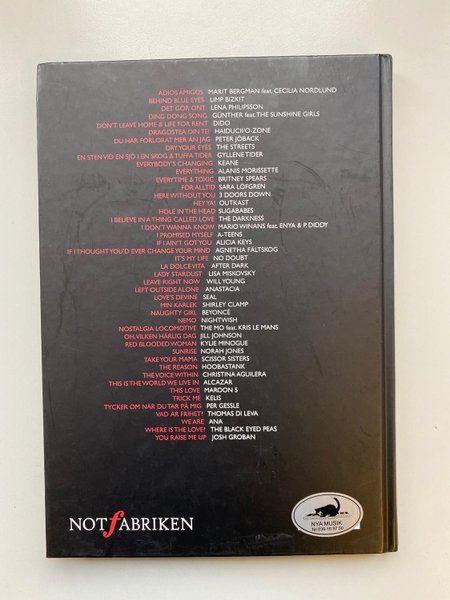 ADIOS AMIGOS MARIT BERGMAN feat. CECILIA NORDLUND
BEHIND BLUE EYES LIMP BIZKIT
DET GÖR ONT LENA PHILIPSSON
DING DONG SONG GÜNTHER feat. THE SUNSHINE GIRLS
DON'T LEAVE HOME & LIFE FOR RENT DIDO
DRAGOSTEA DIN TEI HAIDUCII/O-ZONE
DU HAR FÖRLORAT MER ÄN JAG PETER JÖBACK
DRY YOUR EYES THE STREETS
EN STEN VID EN SJÖ I EN SKOG & TUFFA TIDER GYLLENE TIDER
EVERYBODY'S CHANGING KEANE
EVERYTHING ALANIS MORISSETTE
EVERYTIME & TOXIC BRITNEY SPEARS
FÖR ALLTID SARA LÖFGREN
HERE WITHOUT YOU 3 DOORS DOWN
HEY YA! OUTKAST
HOLE IN THE HEAD SUGABABES
I BELIEVE IN A THING CALLED LOVE THE DARKNESS
I DON'T WANNA KNOW MARIO WINANS feat. ENYA & P. DIDDY
I PROMISED MYSELF A-TEENS
IF I AIN'T GOT YOU ALICIA KEYS
IF I THOUGHT YOU'D EVER CHANGE YOUR MIND AGNETHA FÄLTSKOG
IT'S MY LIFE NO DOUBT
LA DOLCE VITA AFTER DARK
LADY STARDUST LISA MISKOVSKY
LEAVE RIGHT NOW WILL YOUNG
LEFT OUTSIDE ALONE ANASTACIA
LOVE'S DEVINE SEAL
MIN KÄRLEK SHIRLEY CLAMP
NAUGHTY GIRL BEYONCÉ
NEMO NIGHTWISH
NOSTALGIA LOCOMOTIVE THE MO feat. KRIS LE MANS
OH, VILKEN HÄRLIG DAG JILL JOHNSON
RED BLOODED WOMAN KYLIE MINOGUE
SUNRISE NORAH JONES
TAKE YOUR MAMA SCISSOR SISTERS
THE REASON HOOBASTANK
THE VOICE WITHIN CHRISTINA AGUILERA
THIS IS THE WORLD WE LIVE IN ALCAZAR
THIS LOVE MAROON 5
TRICK ME KELIS
TYCKER OM NÄR DU TAR PÅ MIG PER GESSLE
VAD ÄR FRIHET? THOMAS DI LEVA
WE ARE ANA
WHERE IS THE LOVE? THE BLACK EYED PEAS
YOU RAISE ME UP JOSH GROBAN
NOTfABRIKEN
NYA MUSIK